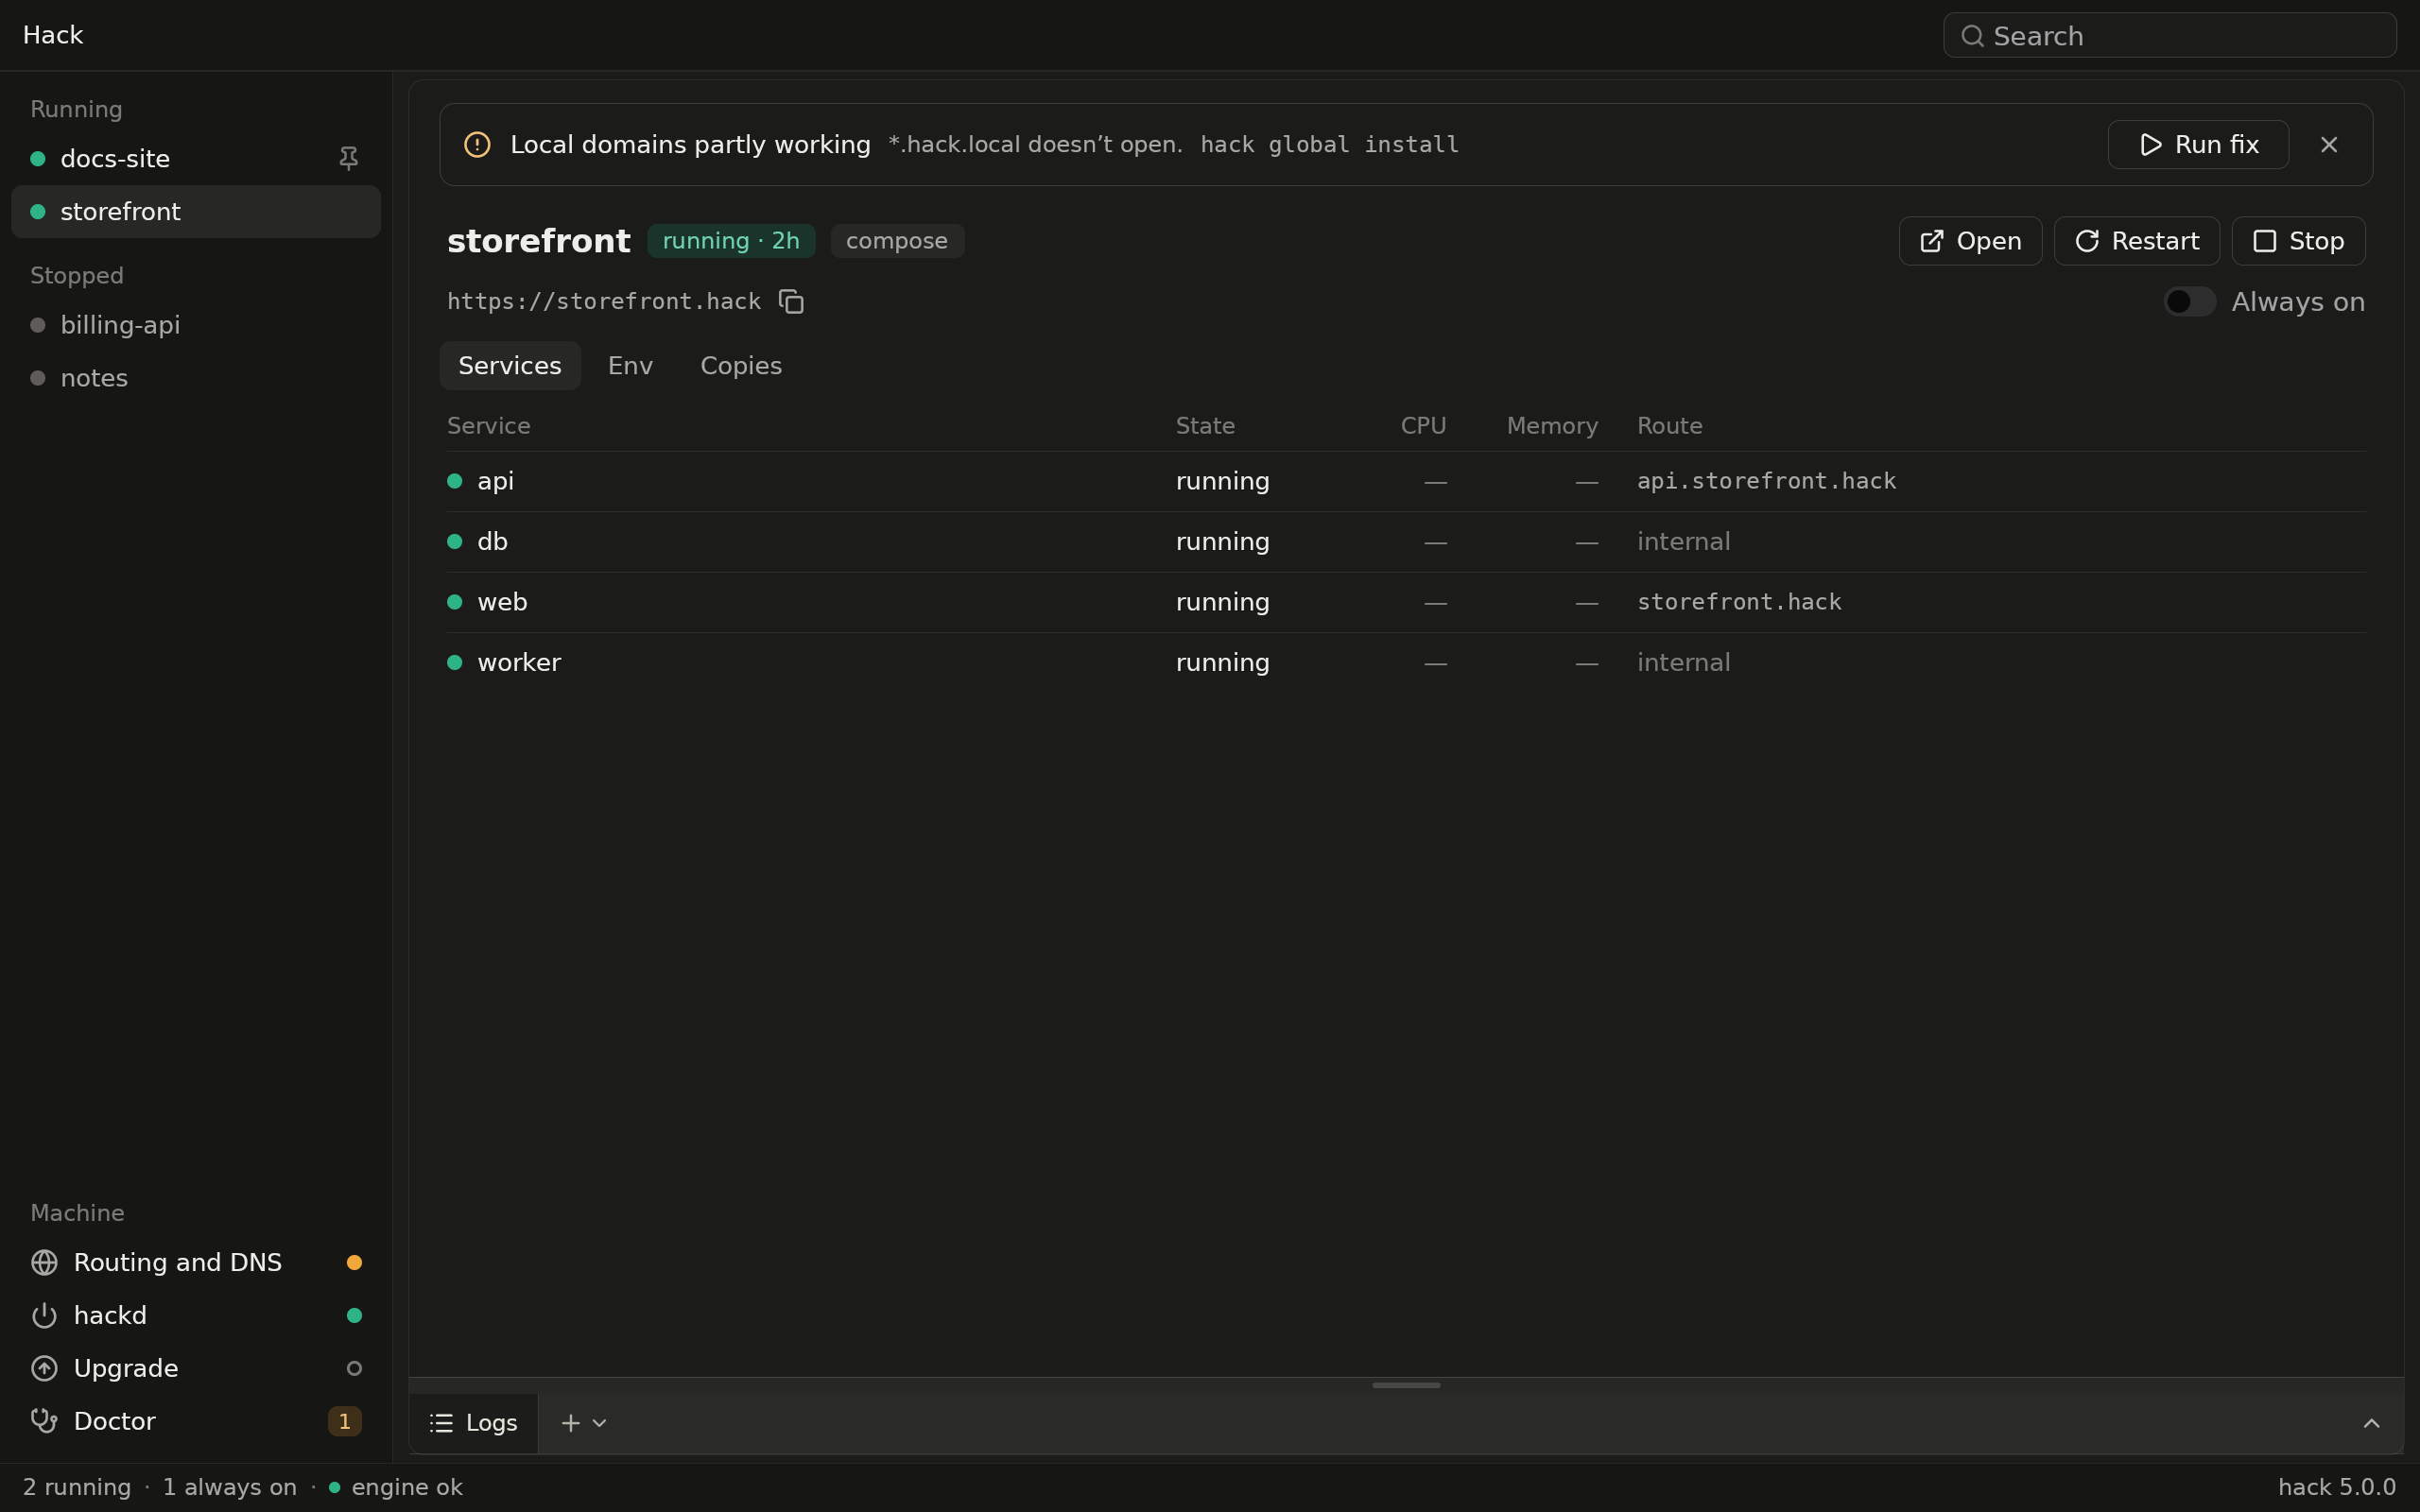 Hack
Search
Running
docs-site
storefront
Stopped
billing-api
notes
Machine
Routing and DNS
hackd
Upgrade
Doctor 1
Local domains partly working *.hack.local doesn’t open. hack global install
Run fix
storefront running · 2h compose
Open Restart Stop
https://storefront.hack
Always on
Services Env Copies
Service State CPU Memory Route
api running — — api.storefront.hack
db running — — internal
web running — — storefront.hack
worker running — — internal
Logs
2 running · 1 always on · engine ok
hack 5.0.0